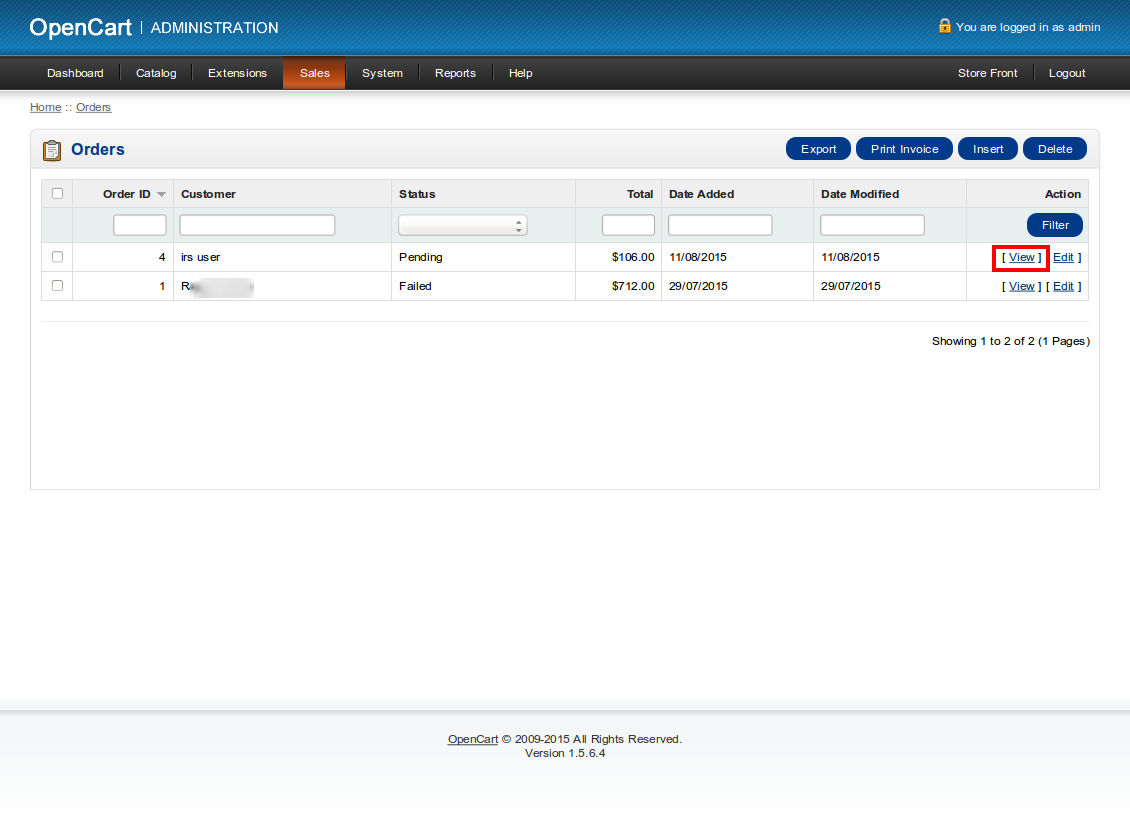 OpenCart | ADMINISTRATION You are logged in as admin
Dashboard Catalog Extensions Sales System Reports Help Store Front Logout
Home :: Orders
Orders Export Print Invoice Insert Delete
Order ID Customer Status Total Date Added Date Modified Action
Filter
4 irs user Pending $106.00 11/08/2015 11/08/2015 [ View ] [ Edit ]
1 Failed $712.00 29/07/2015 29/07/2015 [ View ] [ Edit ]
Showing 1 to 2 of 2 (1 Pages)
OpenCart © 2009-2015 All Rights Reserved.
Version 1.5.6.4